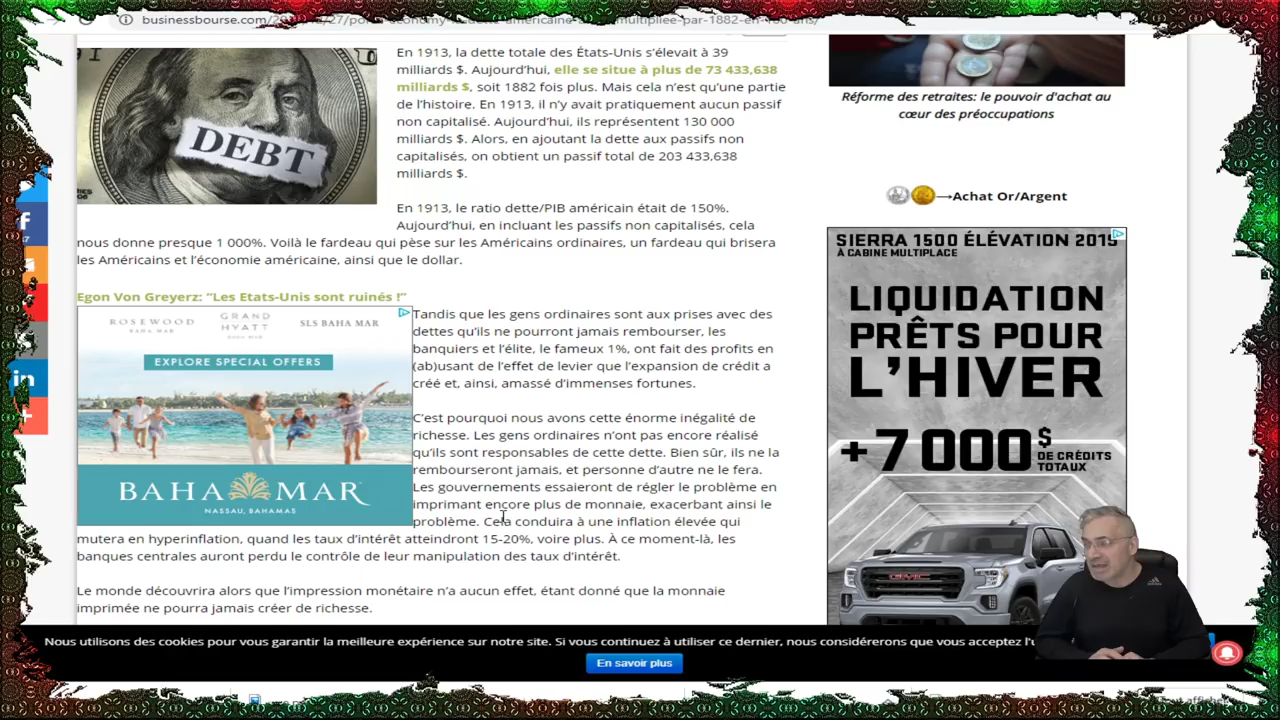 businessbourse.com/
DEBT
En 1913, la dette totale des États-Unis s’élevait à 39
milliards $. Aujourd’hui, elle se situe à plus de 73 433,638
milliards $, soit 1882 fois plus. Mais cela n’est qu’une partie
de l’histoire. En 1913, il n’y avait pratiquement aucun passif
non capitalisé. Aujourd’hui, ils représentent 130 000
milliards $. Alors, en ajoutant la dette aux passifs non
capitalisés, on obtient un passif total de 203 433,638
milliards $.
En 1913, le ratio dette/PIB américain était de 150%.
Aujourd’hui, en incluant les passifs non capitalisés, cela
nous donne presque 1 000%. Voilà le fardeau qui pèse sur les Américains ordinaires, un fardeau qui brisera
les Américains et l’économie américaine, ainsi que le dollar.
Egon Von Greyerz: “Les Etats-Unis sont ruinés !”
ROSEWOOD
BAHA MAR
GRAND
HYATT
BAHA MAR
SLS BAHA MAR
EXPLORE SPECIAL OFFERS
BAHA MAR
NASSAU, BAHAMAS
Tandis que les gens ordinaires sont aux prises avec des
dettes qu’ils ne pourront jamais rembourser, les
banquiers et l’élite, le fameux 1%, ont fait des profits en
(ab)usant de l’effet de levier que l’expansion de crédit a
créé et, ainsi, amassé d’immenses fortunes.
C’est pourquoi nous avons cette énorme inégalité de
richesse. Les gens ordinaires n’ont pas encore réalisé
qu’ils sont responsables de cette dette. Bien sûr, ils ne la
rembourseront jamais, et personne d’autre ne le fera.
Les gouvernements essaieront de régler le problème en
imprimant encore plus de monnaie, exacerbant ainsi le
problème. Cela conduira à une inflation élevée qui
mutera en hyperinflation, quand les taux d’intérêt atteindront 15-20%, voire plus. À ce moment-là, les
banques centrales auront perdu le contrôle de leur manipulation des taux d’intérêt.
Le monde découvrira alors que l’impression monétaire n’a aucun effet, étant donné que la monnaie
imprimée ne pourra jamais créer de richesse.
Réforme des retraites: le pouvoir d'achat au
cœur des préoccupations
→Achat Or/Argent
SIERRA 1500 ÉLÉVATION 2019
À CABINE MULTIPLACE
LIQUIDATION
PRÊTS POUR
L’HIVER
+7 000$
DE CRÉDITS
TOTAUX
GMC
Nous utilisons des cookies pour vous garantir la meilleure expérience sur notre site. Si vous continuez à utiliser ce dernier, nous considérerons que vous acceptez
En savoir plus